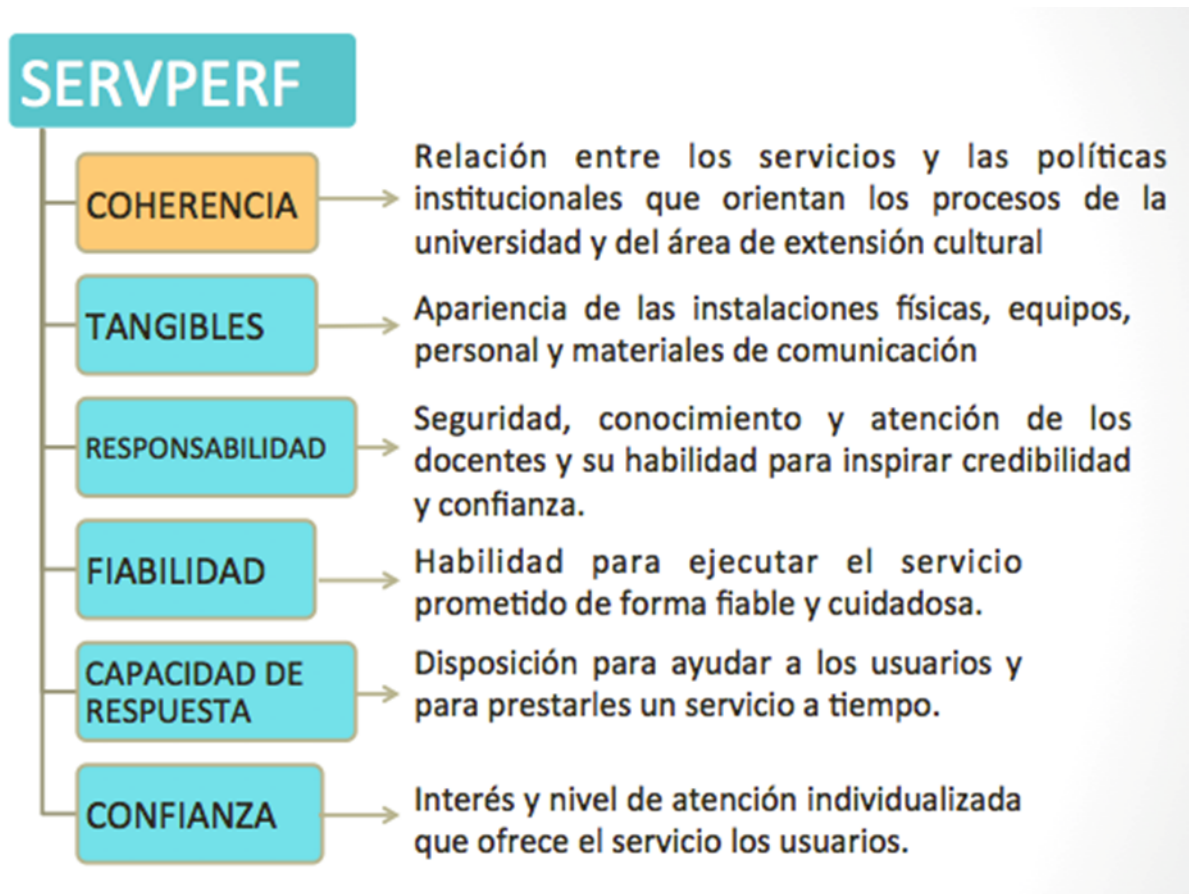 SERVPERF
COHERENCIA
Relación entre los servicios y las políticas
institucionales que orientan los procesos de la
universidad y del área de extensión cultural
TANGIBLES
Apariencia de las instalaciones físicas, equipos,
personal y materiales de comunicación
RESPONSABILIDAD
Seguridad, conocimiento y atención de los
docentes y su habilidad para inspirar credibilidad
y confianza.
FIABILIDAD
Habilidad para ejecutar el servicio
prometido de forma fiable y cuidadosa.
CAPACIDAD DE
RESPUESTA
Disposición para ayudar a los usuarios y
para prestarles un servicio a tiempo.
CONFIANZA
Interés y nivel de atención individualizada
que ofrece el servicio los usuarios.